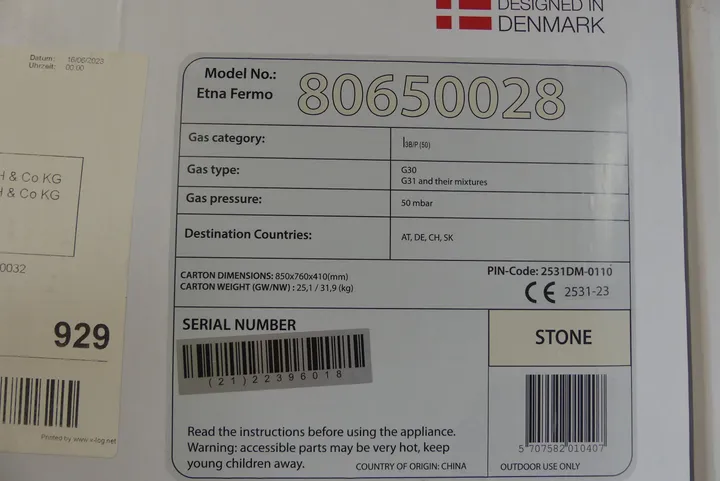 DESIGNED IN
DENMARK
Datum: 16/06/2023
Uhrzeit: 00:00
H & Co KG
H & Co KG
0032
929
Printed by www.v-log.net
Model No.: 80650028
Etna Fermo
Gas category: I3B/P (50)
Gas type: G30
G31 and their mixtures
Gas pressure: 50 mbar
Destination Countries: AT, DE, CH, SK
CARTON DIMENSIONS: 850x760x410(mm)
CARTON WEIGHT (GW/NW) : 25,1 / 31,9 (kg)
PIN-Code: 2531DM-0110
CE 2531-23
SERIAL NUMBER
(21)22396018
STONE
5 707582 010407
Read the instructions before using the appliance.
Warning: accessible parts may be very hot, keep
young children away.
COUNTRY OF ORIGIN: CHINA
OUTDOOR USE ONLY